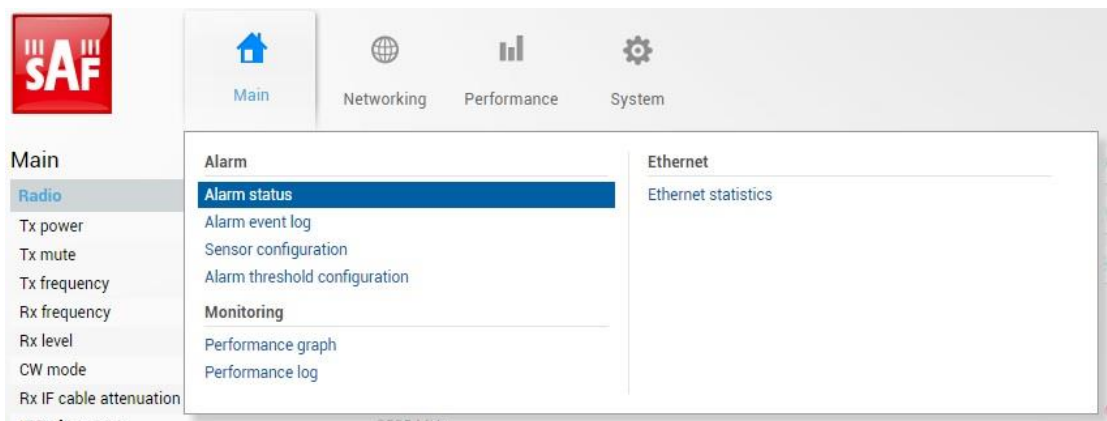 SAF
Main
Networking
Performance
System
Main
Radio
Tx power
Tx mute
Tx frequency
Rx frequency
Rx level
CW mode
Rx IF cable attenuation
Alarm
Alarm status
Alarm event log
Sensor configuration
Alarm threshold configuration
Monitoring
Performance graph
Performance log
Ethernet
Ethernet statistics